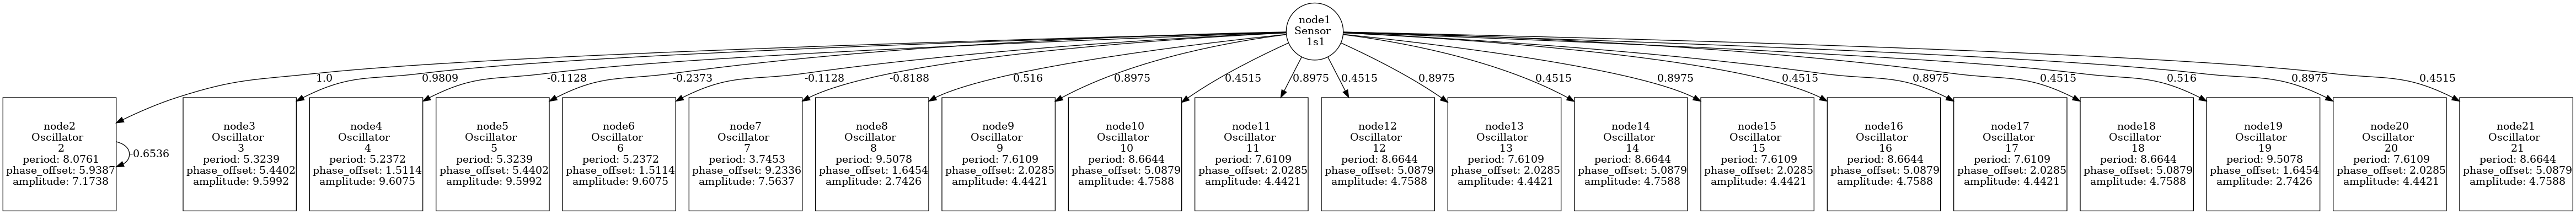 node1
Sensor
1s1
1.0
0.9809
-0.1128
-0.2373
-0.1128
-0.8188
0.516
0.8975
0.4515
0.8975
0.4515
0.8975
0.4515
0.8975
0.4515
0.8975
0.4515
0.516
0.8975
0.4515
node2
Oscillator
2
period: 8.0761
phase_offset: 5.9387
amplitude: 7.1738
-0.6536
node3
Oscillator
3
period: 5.3239
phase_offset: 5.4402
amplitude: 9.5992
node4
Oscillator
4
period: 5.2372
phase_offset: 1.5114
amplitude: 9.6075
node5
Oscillator
5
period: 5.3239
phase_offset: 5.4402
amplitude: 9.5992
node6
Oscillator
6
period: 5.2372
phase_offset: 1.5114
amplitude: 9.6075
node7
Oscillator
7
period: 3.7453
phase_offset: 9.2336
amplitude: 7.5637
node8
Oscillator
8
period: 9.5078
phase_offset: 1.6454
amplitude: 2.7426
node9
Oscillator
9
period: 7.6109
phase_offset: 2.0285
amplitude: 4.4421
node10
Oscillator
10
period: 8.6644
phase_offset: 5.0879
amplitude: 4.7588
node11
Oscillator
11
period: 7.6109
phase_offset: 2.0285
amplitude: 4.4421
node12
Oscillator
12
period: 8.6644
phase_offset: 5.0879
amplitude: 4.7588
node13
Oscillator
13
period: 7.6109
phase_offset: 2.0285
amplitude: 4.4421
node14
Oscillator
14
period: 8.6644
phase_offset: 5.0879
amplitude: 4.7588
node15
Oscillator
15
period: 7.6109
phase_offset: 2.0285
amplitude: 4.4421
node16
Oscillator
16
period: 8.6644
phase_offset: 5.0879
amplitude: 4.7588
node17
Oscillator
17
period: 7.6109
phase_offset: 2.0285
amplitude: 4.4421
node18
Oscillator
18
period: 8.6644
phase_offset: 5.0879
amplitude: 4.7588
node19
Oscillator
19
period: 9.5078
phase_offset: 1.6454
amplitude: 2.7426
node20
Oscillator
20
period: 7.6109
phase_offset: 2.0285
amplitude: 4.4421
node21
Oscillator
21
period: 8.6644
phase_offset: 5.0879
amplitude: 4.7588